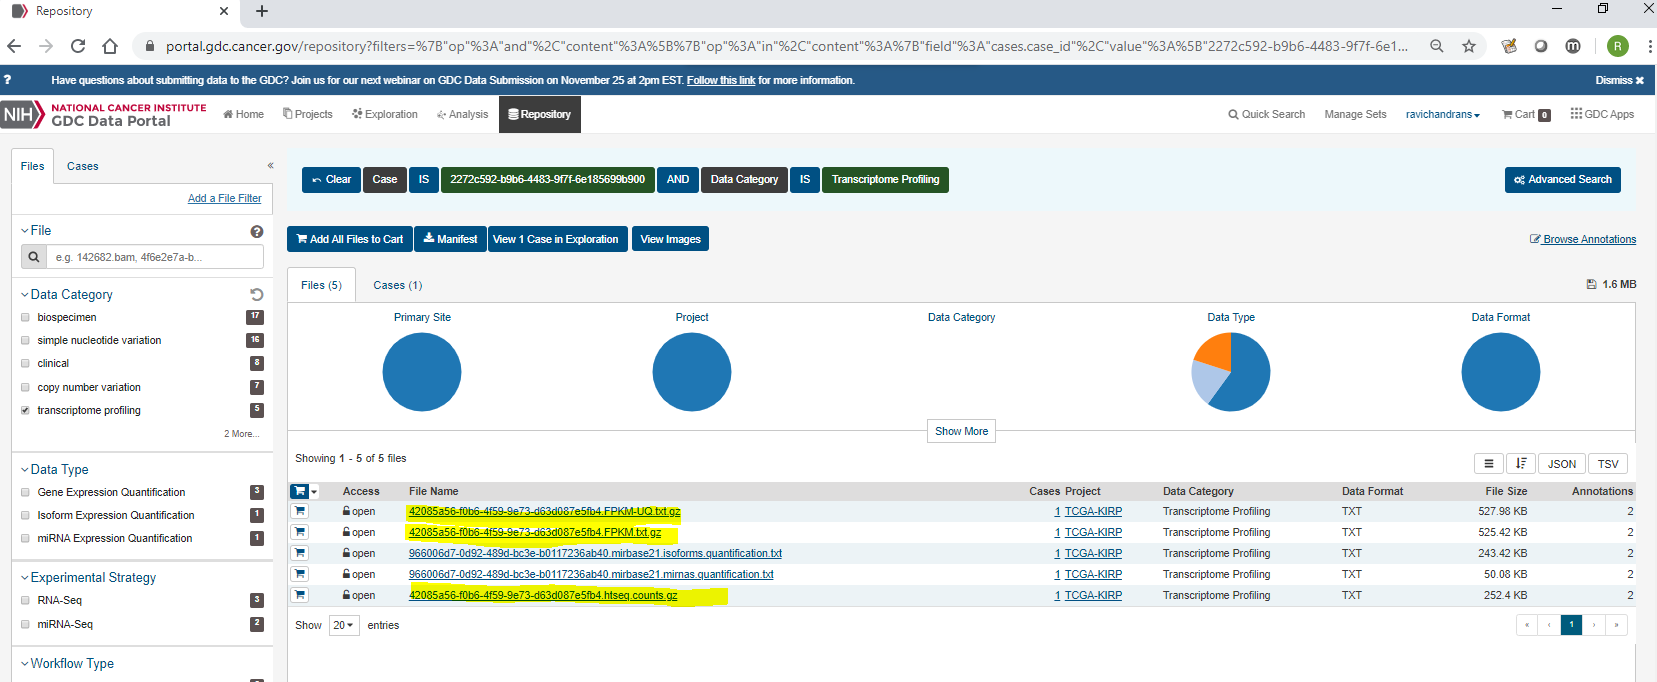 Repository
portal.gdc.cancer.gov/repository?filters=%7B"op"%3A"and"%2C"content"%3A%5B%7B"op"%3A"in"%2C"content"%3A%7B"field"%3A"cases.case_id"%2C"value"%3A%5B"2272c592-b9b6-4483-9f7f-6e1...
R
? Have questions about submitting data to the GDC? Join us for our next webinar on GDC Data Submission on November 25 at 2pm EST. Follow this link for more information. Dismiss
NIH NATIONAL CANCER INSTITUTE
GDC Data Portal
Home Projects Exploration Analysis Repository Quick Search Manage Sets ravichandrans Cart 0 GDC Apps
Files Cases «
Add a File Filter
File ?
e.g. 142682.bam, 4f6e2e7a-b...
Data Category
biospecimen 17
simple nucleotide variation 16
clinical 8
copy number variation 7
transcriptome profiling 5
2 More...
Data Type
Gene Expression Quantification 3
Isoform Expression Quantification 1
miRNA Expression Quantification 1
Experimental Strategy
RNA-Seq 3
miRNA-Seq 2
Workflow Type
Clear Case IS 2272c592-b9b6-4483-9f7f-6e185699b900 AND Data Category IS Transcriptome Profiling Advanced Search
Add All Files to Cart Manifest View 1 Case in Exploration View Images Browse Annotations
Files (5) Cases (1) 1.6 MB
Primary Site Project Data Category Data Type Data Format
Show More
Showing 1 - 5 of 5 files JSON TSV
Access File Name Cases Project Data Category Data Format File Size Annotations
open 42085a56-f0b6-4f59-9e73-d63d087e5fb4.FPKM-UQ.txt.gz 1 TCGA-KIRP Transcriptome Profiling TXT 527.98 KB 2
open 42085a56-f0b6-4f59-9e73-d63d087e5fb4.FPKM.txt.gz 1 TCGA-KIRP Transcriptome Profiling TXT 525.42 KB 2
open 966006d7-0d92-489d-bc3e-b0117236ab40.mirbase21.isoforms.quantification.txt 1 TCGA-KIRP Transcriptome Profiling TXT 243.42 KB 2
open 966006d7-0d92-489d-bc3e-b0117236ab40.mirbase21.mirnas.quantification.txt 1 TCGA-KIRP Transcriptome Profiling TXT 50.08 KB 2
open 42085a56-f0b6-4f59-9e73-d63d087e5fb4.htseq.counts.gz 1 TCGA-KIRP Transcriptome Profiling TXT 252.4 KB 2
Show 20 entries « ‹ 1 › »